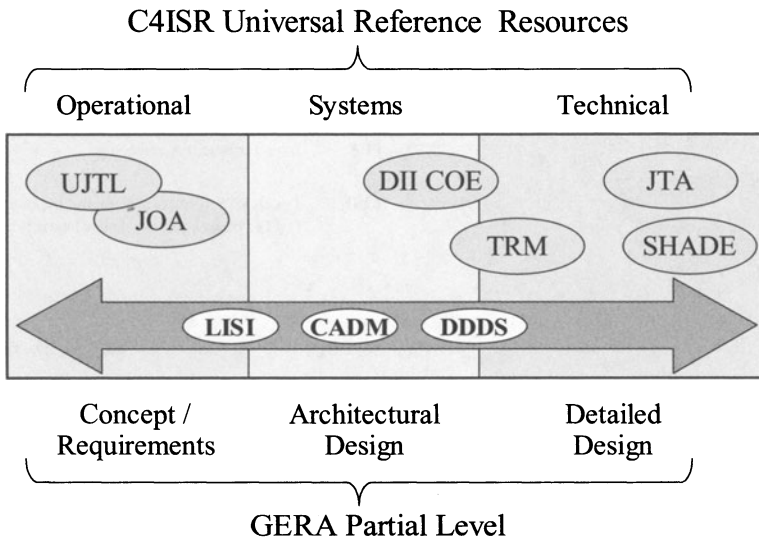 C4ISR Universal Reference Resources
Operational Systems Technical
UJTL DII COE JTA
JOA TRM SHADE
LISI CADM DDDS
Concept / Architectural Detailed
Requirements Design Design
GERA Partial Level